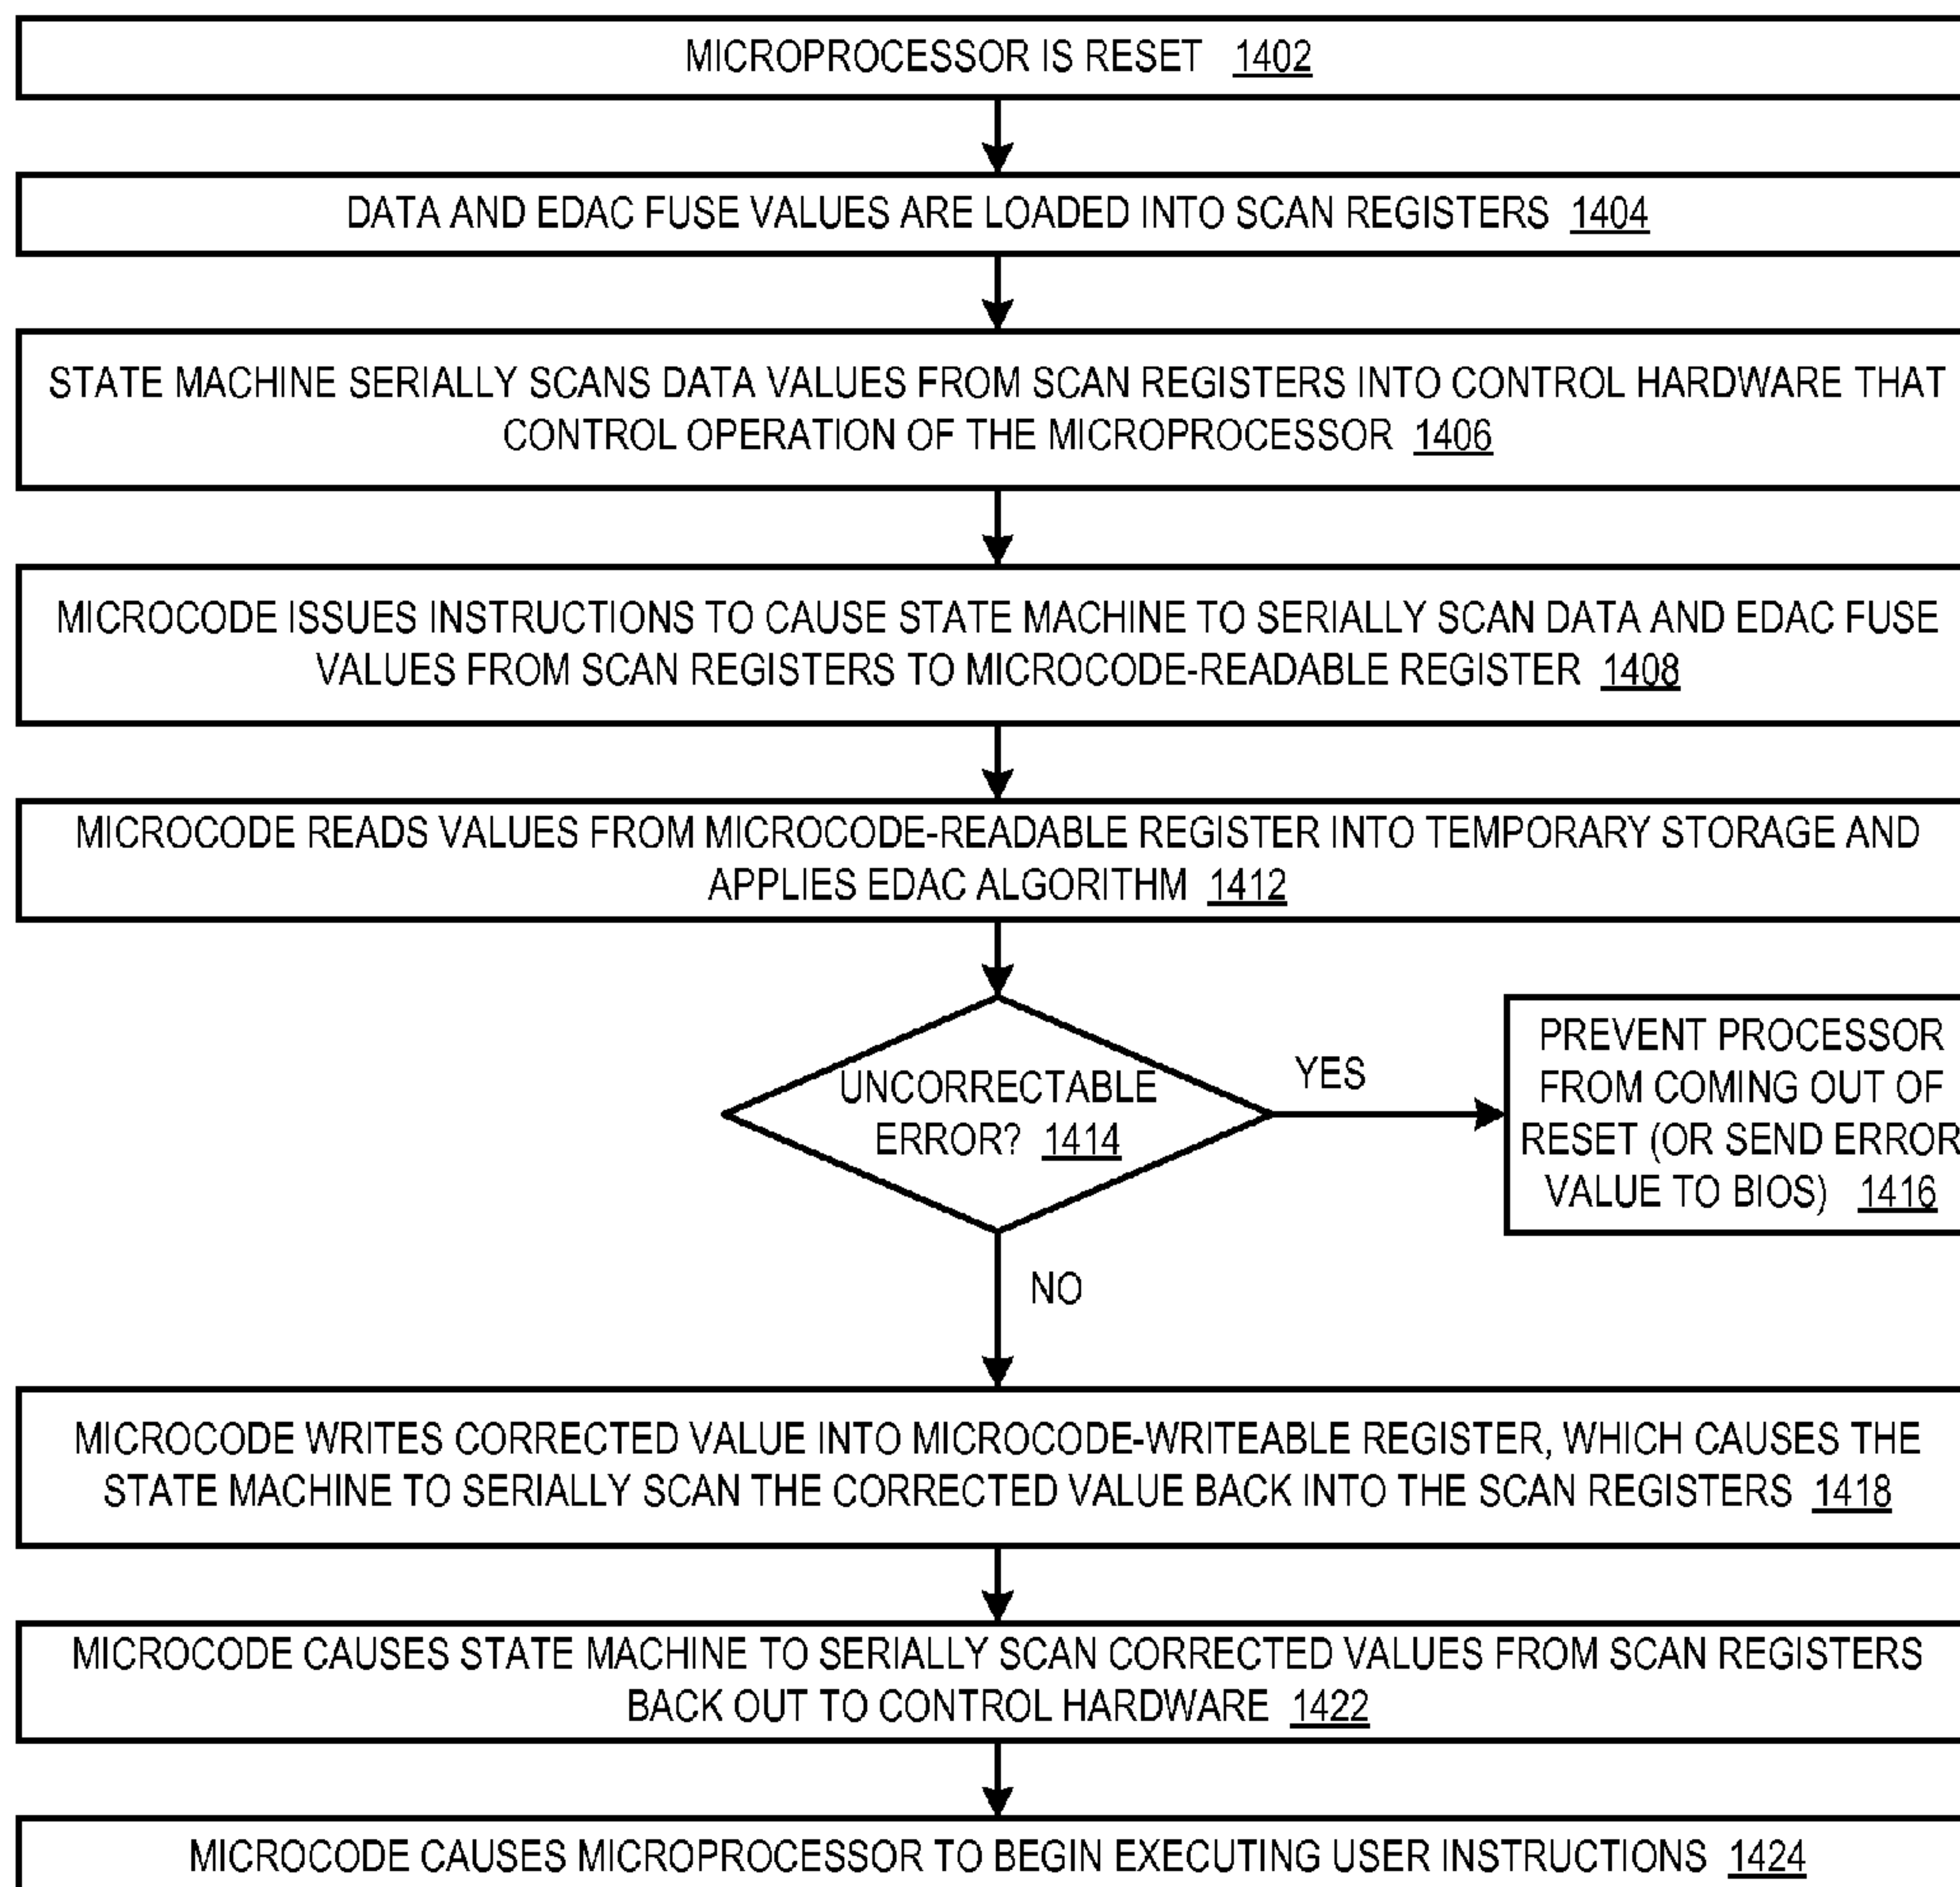 MICROPROCESSOR IS RESET 1402
DATA AND EDAC FUSE VALUES ARE LOADED INTO SCAN REGISTERS 1404
STATE MACHINE SERIALLY SCANS DATA VALUES FROM SCAN REGISTERS INTO CONTROL HARDWARE THAT
CONTROL OPERATION OF THE MICROPROCESSOR 1406
MICROCODE ISSUES INSTRUCTIONS TO CAUSE STATE MACHINE TO SERIALLY SCAN DATA AND EDAC FUSE
VALUES FROM SCAN REGISTERS TO MICROCODE-READABLE REGISTER 1408
MICROCODE READS VALUES FROM MICROCODE-READABLE REGISTER INTO TEMPORARY STORAGE AND
APPLIES EDAC ALGORITHM 1412
UNCORRECTABLE
ERROR? 1414
YES
PREVENT PROCESSOR
FROM COMING OUT OF
RESET (OR SEND ERROR
VALUE TO BIOS) 1416
NO
MICROCODE WRITES CORRECTED VALUE INTO MICROCODE-WRITEABLE REGISTER, WHICH CAUSES THE
STATE MACHINE TO SERIALLY SCAN THE CORRECTED VALUE BACK INTO THE SCAN REGISTERS 1418
MICROCODE CAUSES STATE MACHINE TO SERIALLY SCAN CORRECTED VALUES FROM SCAN REGISTERS
BACK OUT TO CONTROL HARDWARE 1422
MICROCODE CAUSES MICROPROCESSOR TO BEGIN EXECUTING USER INSTRUCTIONS 1424